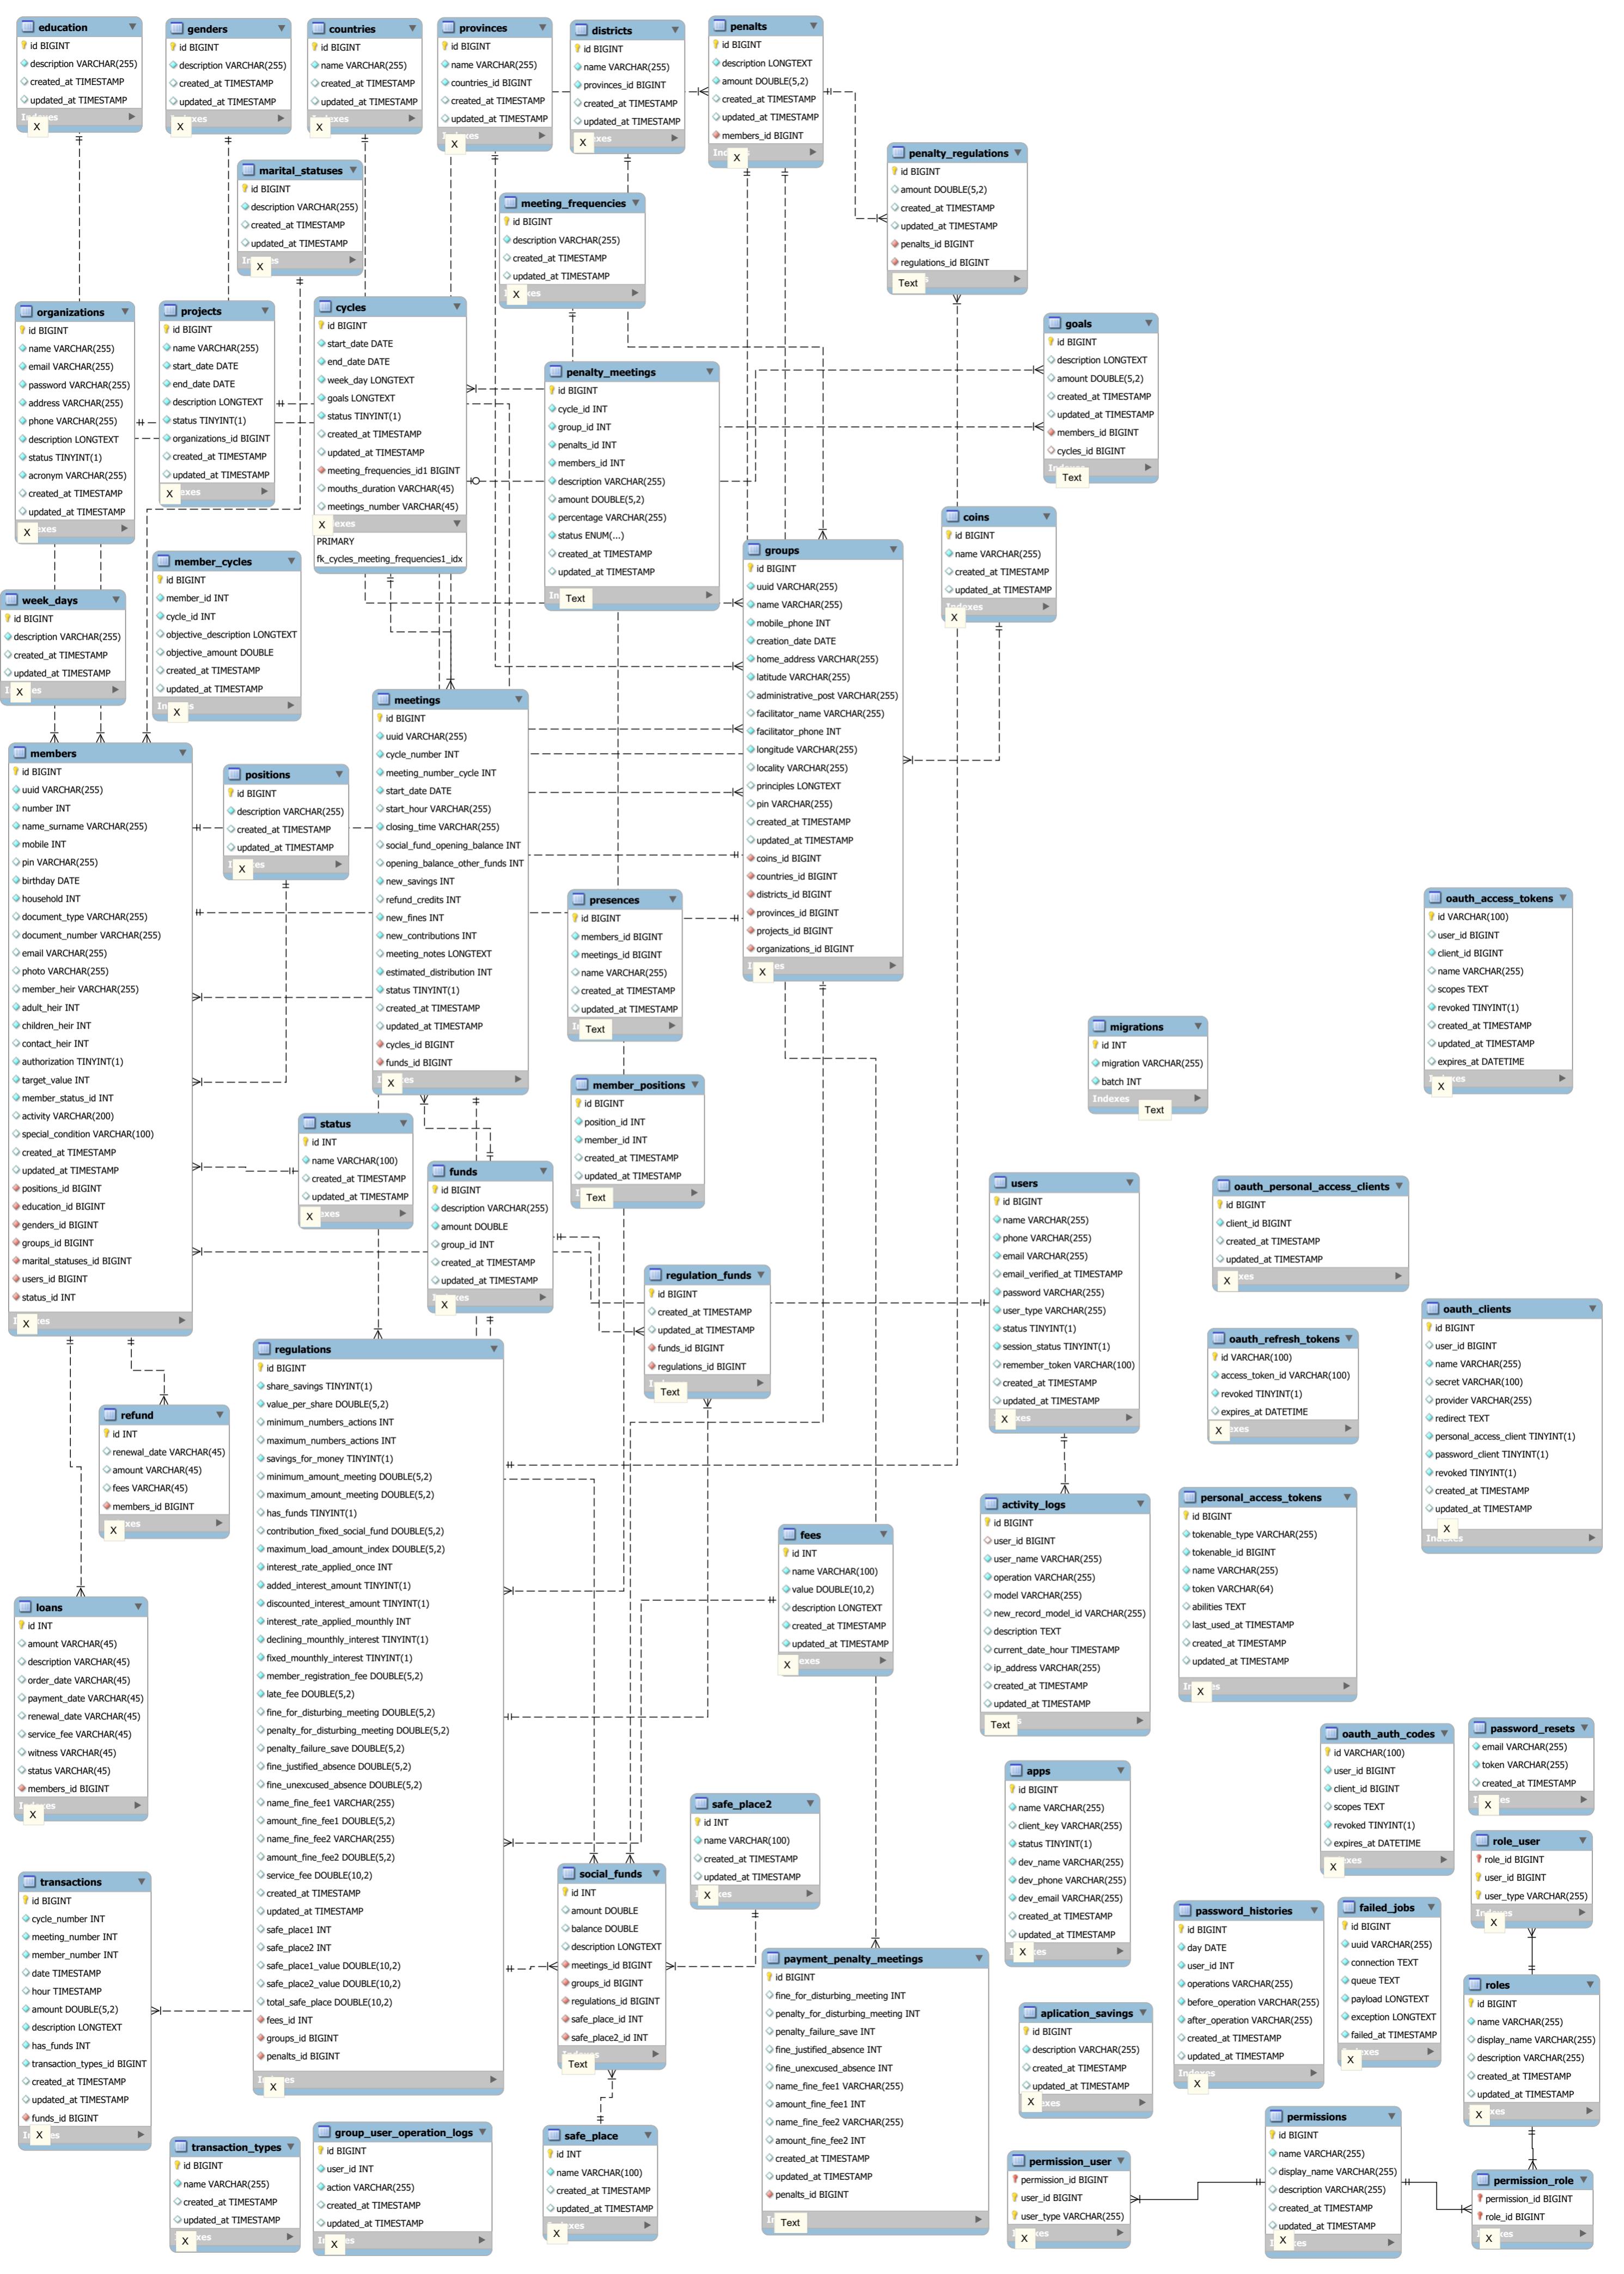 education
id BIGINT
description VARCHAR(255)
created_at TIMESTAMP
updated_at TIMESTAMP
X
genders
id BIGINT
description VARCHAR(255)
created_at TIMESTAMP
updated_at TIMESTAMP
X
countries
id BIGINT
name VARCHAR(255)
created_at TIMESTAMP
updated_at TIMESTAMP
X
provinces
id BIGINT
name VARCHAR(255)
countries_id BIGINT
created_at TIMESTAMP
updated_at TIMESTAMP
X
districts
id BIGINT
name VARCHAR(255)
provinces_id BIGINT
created_at TIMESTAMP
updated_at TIMESTAMP
X
penalts
id BIGINT
description LONGTEXT
amount DOUBLE(5,2)
created_at TIMESTAMP
updated_at TIMESTAMP
members_id BIGINT
X
penalty_regulations
id BIGINT
amount DOUBLE(5,2)
created_at TIMESTAMP
updated_at TIMESTAMP
penalts_id BIGINT
regulations_id BIGINT
Text
marital_statuses
id BIGINT
description VARCHAR(255)
created_at TIMESTAMP
updated_at TIMESTAMP
X
meeting_frequencies
id BIGINT
description VARCHAR(255)
created_at TIMESTAMP
updated_at TIMESTAMP
X
organizations
id BIGINT
name VARCHAR(255)
email VARCHAR(255)
password VARCHAR(255)
address VARCHAR(255)
phone VARCHAR(255)
description LONGTEXT
status TINYINT(1)
acronym VARCHAR(255)
created_at TIMESTAMP
updated_at TIMESTAMP
X
projects
id BIGINT
name VARCHAR(255)
start_date DATE
end_date DATE
description LONGTEXT
status TINYINT(1)
organizations_id BIGINT
created_at TIMESTAMP
updated_at TIMESTAMP
X
cycles
id BIGINT
start_date DATE
end_date DATE
week_day LONGTEXT
goals LONGTEXT
status TINYINT(1)
created_at TIMESTAMP
updated_at TIMESTAMP
meeting_frequencies_id1 BIGINT
mouths_duration VARCHAR(45)
meetings_number VARCHAR(45)
X
PRIMARY
fk_cycles_meeting_frequencies1_idx
penalty_meetings
id BIGINT
cycle_id INT
group_id INT
penalts_id INT
members_id INT
description VARCHAR(255)
amount DOUBLE(5,2)
percentage VARCHAR(255)
status ENUM(...)
created_at TIMESTAMP
updated_at TIMESTAMP
Text
goals
id BIGINT
description LONGTEXT
amount DOUBLE(5,2)
created_at TIMESTAMP
updated_at TIMESTAMP
members_id BIGINT
cycles_id BIGINT
Text
coins
id BIGINT
name VARCHAR(255)
created_at TIMESTAMP
updated_at TIMESTAMP
X
groups
id BIGINT
uuid VARCHAR(255)
name VARCHAR(255)
mobile_phone INT
creation_date DATE
home_address VARCHAR(255)
latitude VARCHAR(255)
administrative_post VARCHAR(255)
facilitator_name VARCHAR(255)
facilitator_phone INT
longitude VARCHAR(255)
locality VARCHAR(255)
principles LONGTEXT
pin VARCHAR(255)
created_at TIMESTAMP
updated_at TIMESTAMP
coins_id BIGINT
countries_id BIGINT
districts_id BIGINT
provinces_id BIGINT
projects_id BIGINT
organizations_id BIGINT
X
week_days
id BIGINT
description VARCHAR(255)
created_at TIMESTAMP
updated_at TIMESTAMP
X
member_cycles
id BIGINT
member_id INT
cycle_id INT
objective_description LONGTEXT
objective_amount DOUBLE
created_at TIMESTAMP
updated_at TIMESTAMP
X
meetings
id BIGINT
uuid VARCHAR(255)
cycle_number INT
meeting_number_cycle INT
start_date DATE
start_hour VARCHAR(255)
closing_time VARCHAR(255)
social_fund_opening_balance INT
opening_balance_other_funds INT
new_savings INT
refund_credits INT
new_fines INT
new_contributions INT
meeting_notes LONGTEXT
estimated_distribution INT
status TINYINT(1)
created_at TIMESTAMP
updated_at TIMESTAMP
cycles_id BIGINT
funds_id BIGINT
X
members
id BIGINT
uuid VARCHAR(255)
number INT
name_surname VARCHAR(255)
mobile INT
pin VARCHAR(255)
birthday DATE
household INT
document_type VARCHAR(255)
document_number VARCHAR(255)
email VARCHAR(255)
photo VARCHAR(255)
member_heir VARCHAR(255)
adult_heir INT
children_heir INT
contact_heir INT
authorization TINYINT(1)
target_value INT
member_status_id INT
activity VARCHAR(200)
special_condition VARCHAR(100)
created_at TIMESTAMP
updated_at TIMESTAMP
positions_id BIGINT
education_id BIGINT
genders_id BIGINT
groups_id BIGINT
marital_statuses_id BIGINT
users_id BIGINT
status_id INT
X
positions
id BIGINT
description VARCHAR(255)
created_at TIMESTAMP
updated_at TIMESTAMP
X
presences
id BIGINT
members_id BIGINT
meetings_id BIGINT
name VARCHAR(255)
created_at TIMESTAMP
updated_at TIMESTAMP
Text
member_positions
id BIGINT
position_id INT
member_id INT
created_at TIMESTAMP
updated_at TIMESTAMP
Text
migrations
id INT
migration VARCHAR(255)
batch INT
Indexes
Text
oauth_access_tokens
id VARCHAR(100)
user_id BIGINT
client_id BIGINT
name VARCHAR(255)
scopes TEXT
revoked TINYINT(1)
created_at TIMESTAMP
updated_at TIMESTAMP
expires_at DATETIME
X
status
id INT
name VARCHAR(100)
created_at TIMESTAMP
updated_at TIMESTAMP
X
funds
id BIGINT
description VARCHAR(255)
amount DOUBLE
group_id INT
created_at TIMESTAMP
updated_at TIMESTAMP
X
regulation_funds
id BIGINT
created_at TIMESTAMP
updated_at TIMESTAMP
funds_id BIGINT
regulations_id BIGINT
Text
users
id BIGINT
name VARCHAR(255)
phone VARCHAR(255)
email VARCHAR(255)
email_verified_at TIMESTAMP
password VARCHAR(255)
user_type VARCHAR(255)
status TINYINT(1)
session_status TINYINT(1)
remember_token VARCHAR(100)
created_at TIMESTAMP
updated_at TIMESTAMP
X
oauth_personal_access_clients
id BIGINT
client_id BIGINT
created_at TIMESTAMP
updated_at TIMESTAMP
X
oauth_refresh_tokens
id VARCHAR(100)
access_token_id VARCHAR(100)
revoked TINYINT(1)
expires_at DATETIME
X
oauth_clients
id BIGINT
user_id BIGINT
name VARCHAR(255)
secret VARCHAR(100)
provider VARCHAR(255)
redirect TEXT
personal_access_client TINYINT(1)
password_client TINYINT(1)
revoked TINYINT(1)
created_at TIMESTAMP
updated_at TIMESTAMP
X
regulations
id BIGINT
share_savings TINYINT(1)
value_per_share DOUBLE(5,2)
minimum_numbers_actions INT
maximum_numbers_actions INT
savings_for_money TINYINT(1)
minimum_amount_meeting DOUBLE(5,2)
maximum_amount_meeting DOUBLE(5,2)
has_funds TINYINT(1)
contribution_fixed_social_fund DOUBLE(5,2)
maximum_load_amount_index DOUBLE(5,2)
interest_rate_applied_once INT
added_interest_amount TINYINT(1)
discounted_interest_amount TINYINT(1)
interest_rate_applied_mounthly INT
declining_mounthly_interest TINYINT(1)
fixed_mounthly_interest TINYINT(1)
member_registration_fee DOUBLE(5,2)
late_fee DOUBLE(5,2)
fine_for_disturbing_meeting DOUBLE(5,2)
penalty_for_disturbing_meeting DOUBLE(5,2)
penalty_failure_save DOUBLE(5,2)
fine_justified_absence DOUBLE(5,2)
fine_unexcused_absence DOUBLE(5,2)
name_fine_fee1 VARCHAR(255)
amount_fine_fee1 DOUBLE(5,2)
name_fine_fee2 VARCHAR(255)
amount_fine_fee2 DOUBLE(5,2)
service_fee DOUBLE(10,2)
created_at TIMESTAMP
updated_at TIMESTAMP
safe_place1 INT
safe_place2 INT
safe_place1_value DOUBLE(10,2)
safe_place2_value DOUBLE(10,2)
total_safe_place DOUBLE(10,2)
fees_id INT
groups_id BIGINT
penalts_id BIGINT
X
refund
id INT
renewal_date VARCHAR(45)
amount VARCHAR(45)
fees VARCHAR(45)
members_id BIGINT
X
loans
id INT
amount VARCHAR(45)
description VARCHAR(45)
order_date VARCHAR(45)
payment_date VARCHAR(45)
renewal_date VARCHAR(45)
service_fee VARCHAR(45)
witness VARCHAR(45)
status VARCHAR(45)
members_id BIGINT
X
fees
id INT
name VARCHAR(100)
value DOUBLE(10,2)
description LONGTEXT
created_at TIMESTAMP
updated_at TIMESTAMP
X
activity_logs
id BIGINT
user_id BIGINT
user_name VARCHAR(255)
operation VARCHAR(255)
model VARCHAR(255)
new_record_model_id VARCHAR(255)
description TEXT
current_date_hour TIMESTAMP
ip_address VARCHAR(255)
created_at TIMESTAMP
updated_at TIMESTAMP
Text
personal_access_tokens
id BIGINT
tokenable_type VARCHAR(255)
tokenable_id BIGINT
name VARCHAR(255)
token VARCHAR(64)
abilities TEXT
last_used_at TIMESTAMP
created_at TIMESTAMP
updated_at TIMESTAMP
X
oauth_auth_codes
id VARCHAR(100)
user_id BIGINT
client_id BIGINT
scopes TEXT
revoked TINYINT(1)
expires_at DATETIME
X
password_resets
email VARCHAR(255)
token VARCHAR(255)
created_at TIMESTAMP
X
apps
id BIGINT
name VARCHAR(255)
client_key VARCHAR(255)
status TINYINT(1)
dev_name VARCHAR(255)
dev_phone VARCHAR(255)
dev_email VARCHAR(255)
created_at TIMESTAMP
updated_at TIMESTAMP
X
safe_place2
id INT
name VARCHAR(100)
created_at TIMESTAMP
updated_at TIMESTAMP
X
role_user
role_id BIGINT
user_id BIGINT
user_type VARCHAR(255)
X
transactions
id BIGINT
cycle_number INT
meeting_number INT
member_number INT
date TIMESTAMP
hour TIMESTAMP
amount DOUBLE(5,2)
description LONGTEXT
has_funds INT
transaction_types_id BIGINT
created_at TIMESTAMP
updated_at TIMESTAMP
funds_id BIGINT
X
social_funds
id INT
amount DOUBLE
balance DOUBLE
description LONGTEXT
meetings_id BIGINT
groups_id BIGINT
regulations_id BIGINT
safe_place_id INT
safe_place2_id INT
Text
payment_penalty_meetings
id BIGINT
fine_for_disturbing_meeting INT
penalty_for_disturbing_meeting INT
penalty_failure_save INT
fine_justified_absence INT
fine_unexcused_absence INT
name_fine_fee1 VARCHAR(255)
amount_fine_fee1 INT
name_fine_fee2 VARCHAR(255)
amount_fine_fee2 INT
created_at TIMESTAMP
updated_at TIMESTAMP
penalts_id BIGINT
Text
password_histories
id BIGINT
day DATE
user_id INT
operations VARCHAR(255)
before_operation VARCHAR(255)
after_operation VARCHAR(255)
created_at TIMESTAMP
updated_at TIMESTAMP
X
failed_jobs
id BIGINT
uuid VARCHAR(255)
connection TEXT
queue TEXT
payload LONGTEXT
exception LONGTEXT
failed_at TIMESTAMP
X
roles
id BIGINT
name VARCHAR(255)
display_name VARCHAR(255)
description VARCHAR(255)
created_at TIMESTAMP
updated_at TIMESTAMP
X
aplication_savings
id BIGINT
description VARCHAR(255)
created_at TIMESTAMP
updated_at TIMESTAMP
X
transaction_types
id BIGINT
name VARCHAR(255)
created_at TIMESTAMP
updated_at TIMESTAMP
X
group_user_operation_logs
id BIGINT
user_id INT
action VARCHAR(255)
created_at TIMESTAMP
updated_at TIMESTAMP
X
safe_place
id INT
name VARCHAR(100)
created_at TIMESTAMP
updated_at TIMESTAMP
X
permission_user
permission_id BIGINT
user_id BIGINT
user_type VARCHAR(255)
X
permissions
id BIGINT
name VARCHAR(255)
display_name VARCHAR(255)
description VARCHAR(255)
created_at TIMESTAMP
updated_at TIMESTAMP
X
permission_role
permission_id BIGINT
role_id BIGINT
X